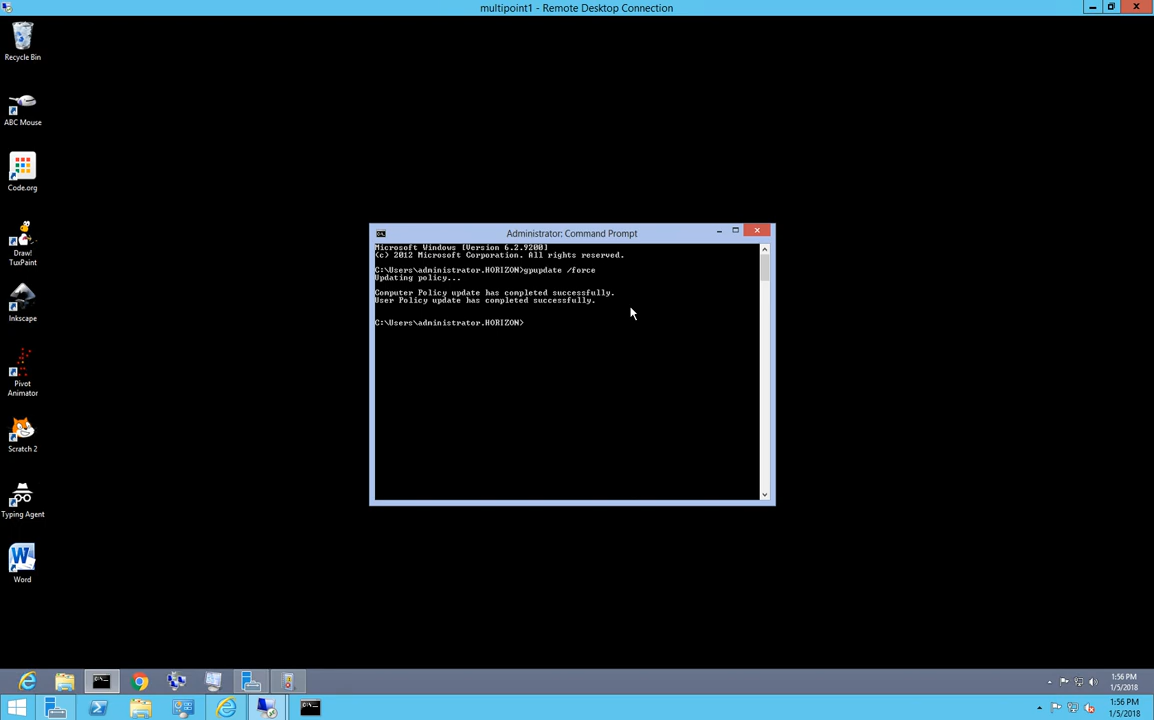 multipoint1 - Remote Desktop Connection
Recycle Bin
ABC Mouse
Code.org
Draw!
TuxPaint
Inkscape
Pivot
Animator
Scratch 2
Typing Agent
Word
Administrator: Command Prompt
Microsoft Windows [Version 6.2.9200]
(c) 2012 Microsoft Corporation. All rights reserved.
C:\Users\administrator.HORIZON>gpupdate /force
Updating policy...
Computer Policy update has completed successfully.
User Policy update has completed successfully.
C:\Users\administrator.HORIZON>
1:56 PM
1/5/2018
1:56 PM
1/5/2018